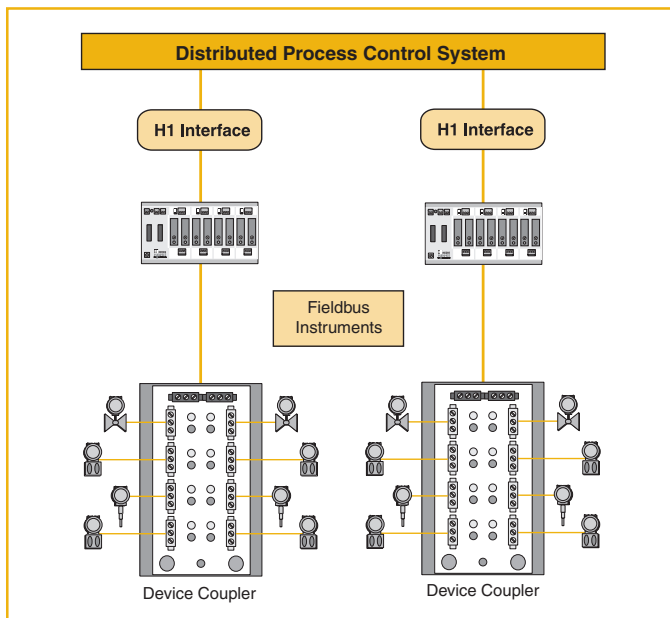 Distributed Process Control System
H1 Interface
H1 Interface
Fieldbus
Instruments
Device Coupler
Device Coupler